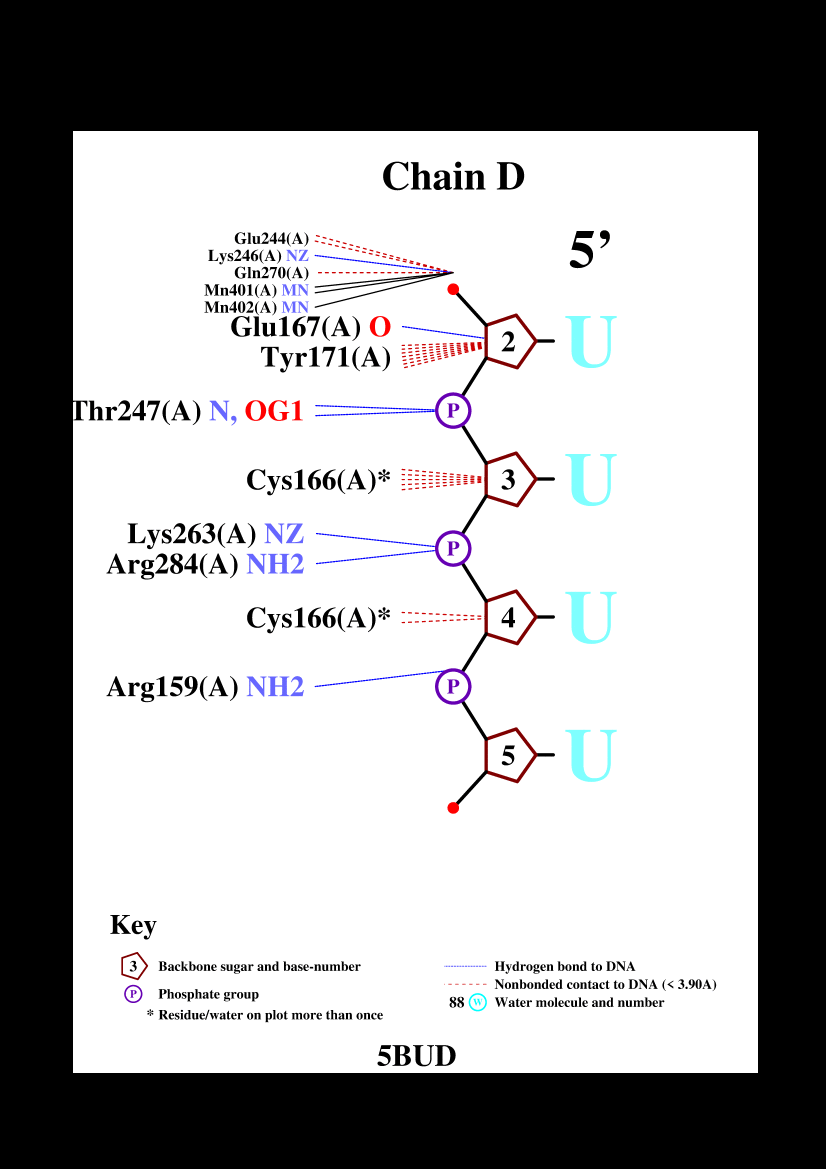 Chain D
5’
Glu244(A)
Lys246(A) NZ
Gln270(A)
Mn401(A) MN
Mn402(A) MN
Glu167(A) O
2 U
Tyr171(A)
Thr247(A) N, OG1 P
Cys166(A)* 3 U
Lys263(A) NZ
P
Arg284(A) NH2
Cys166(A)* 4 U
Arg159(A) NH2 P
5 U
Key
3 Backbone sugar and base-number
P Phosphate group
* Residue/water on plot more than once
Hydrogen bond to DNA
Nonbonded contact to DNA (< 3.90A)
88 W Water molecule and number
5BUD